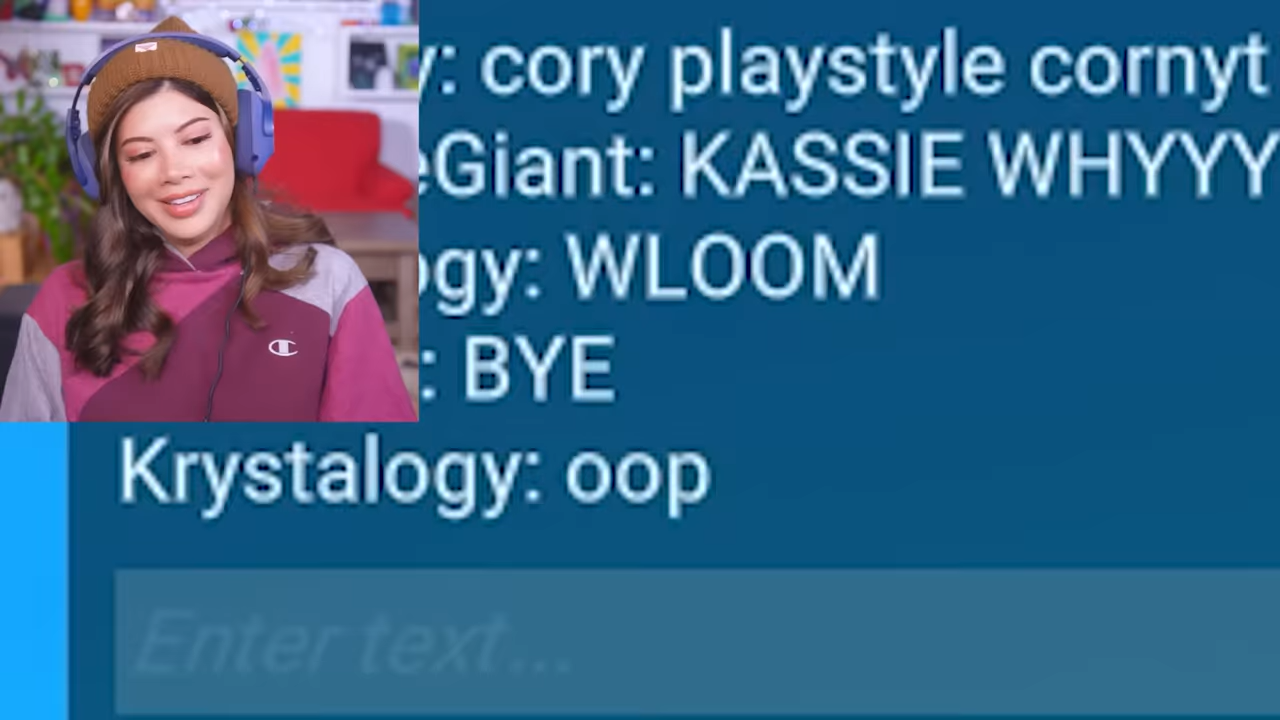 y: cory playstyle cornyt
eGiant: KASSIE WHYYY
ogy: WLOOM
: BYE
Krystalogy: oop
Enter text...